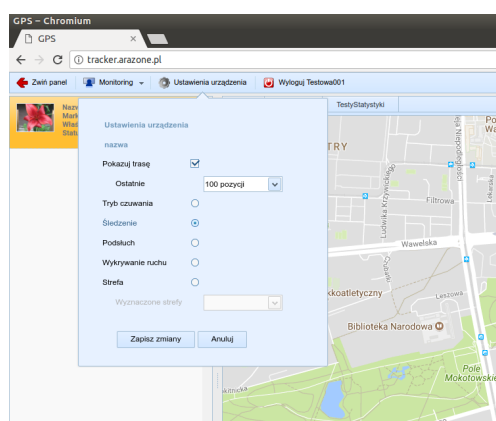 GPS – Chromium
GPS
tracker.arazone.pl
Zwiń panel
Monitoring
Ustawienia urządzenia
Wyloguj Testowa001
TestyStatystyki
Ustawienia urządzenia
nazwa
Pokazuj trasę
Ostatnie
100 pozycji
Tryb czuwania
Śledzenie
Podsłuch
Wykrywanie ruchu
Strefa
Wyznaczone strefy
Zapisz zmiany
Anuluj
TRY
Ludwika Krzywickiego
Filtrowa
Lekarska
Wawelska
Leszowa
Biblioteka Narodowa
Pole
Mokotowskie